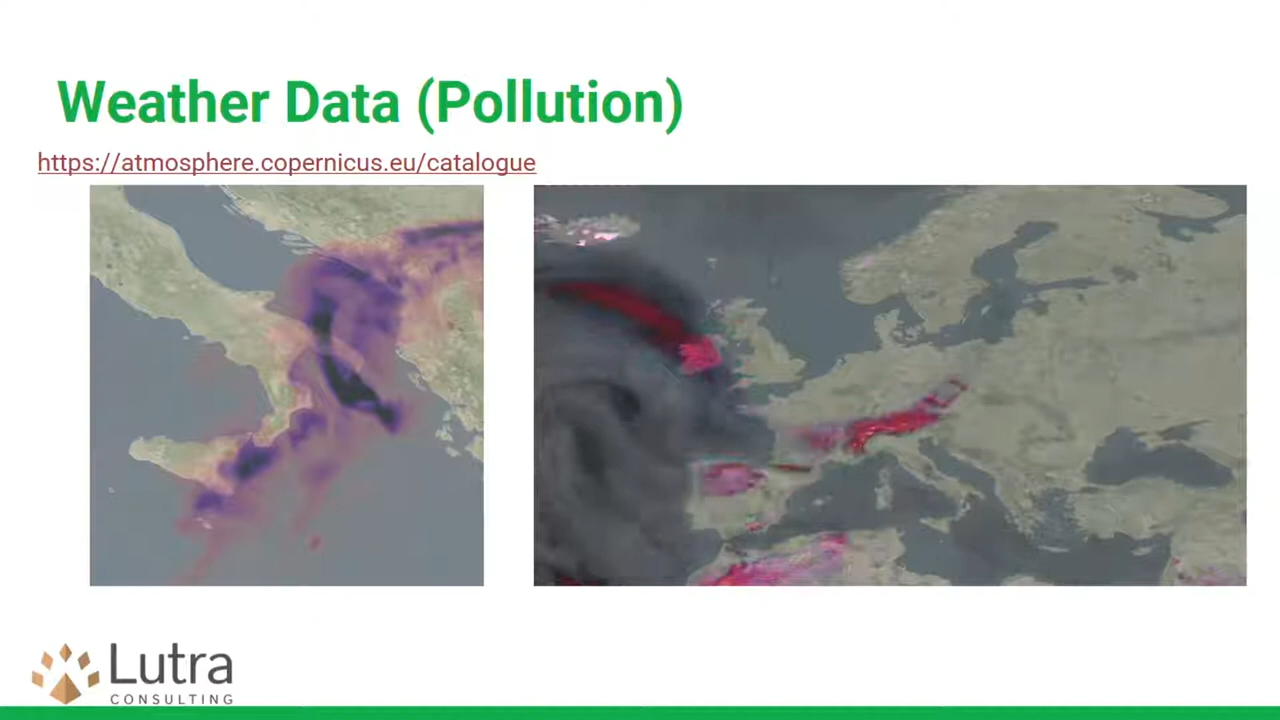 Weather Data (Pollution)
https://atmosphere.copernicus.eu/catalogue
Lutra
CONSULTING